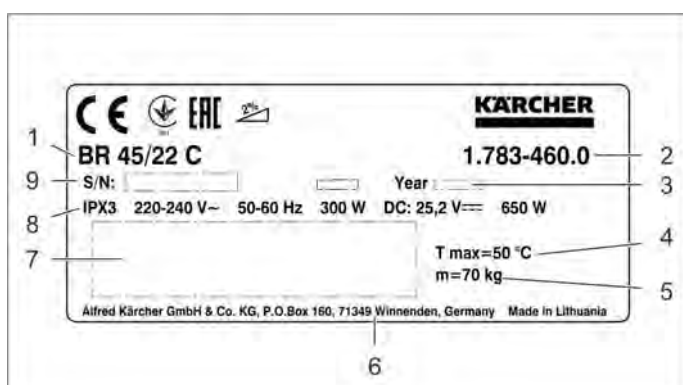 CE EAC 2% KÄRCHER
1 BR 45/22 C 1.783-460.0 2
9 S/N: Year 3
8 IPX3 220-240 V~ 50-60 Hz 300 W DC: 25,2 V⎓ 650 W
7 T max=50 °C 4
m=70 kg 5
Alfred Kärcher GmbH & Co. KG, P.O.Box 160, 71349 Winnenden, Germany Made in Lithuania
6